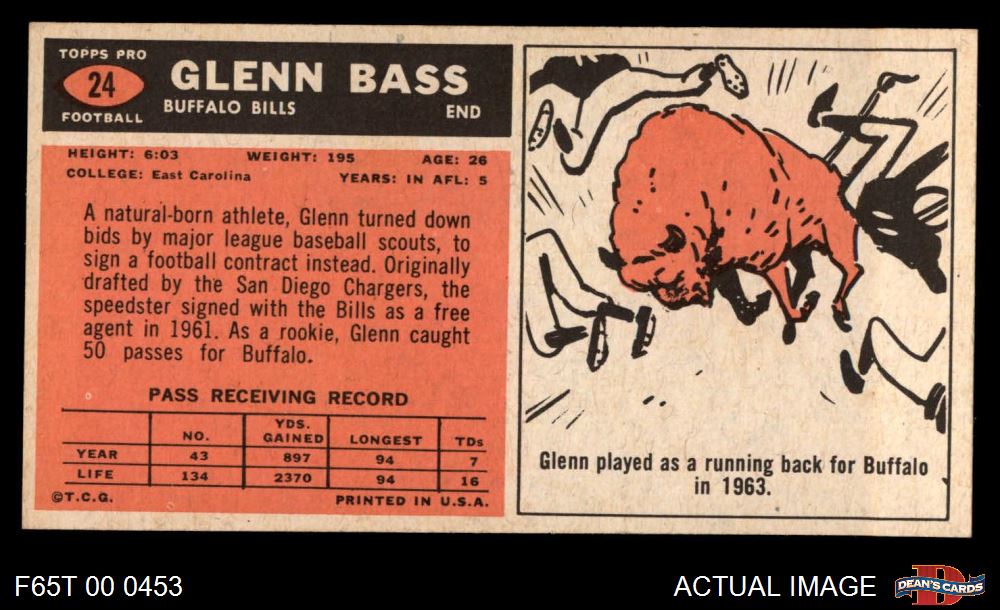 TOPPS PRO
24
FOOTBALL
GLENN BASS
BUFFALO BILLS
END
HEIGHT: 6:03 WEIGHT: 195 AGE: 26
COLLEGE: East Carolina YEARS: IN AFL: 5
A natural-born athlete, Glenn turned down
bids by major league baseball scouts, to
sign a football contract instead. Originally
drafted by the San Diego Chargers, the
speedster signed with the Bills as a free
agent in 1961. As a rookie, Glenn caught
50 passes for Buffalo.
PASS RECEIVING RECORD
NO. YDS. GAINED LONGEST TDs
YEAR 43 897 94 7
LIFE 134 2370 94 16
©T.C.G. PRINTED IN U.S.A.
Glenn played as a running back for Buffalo
in 1963.
F65T 00 0453
ACTUAL IMAGE
D
DEAN'S CARDS